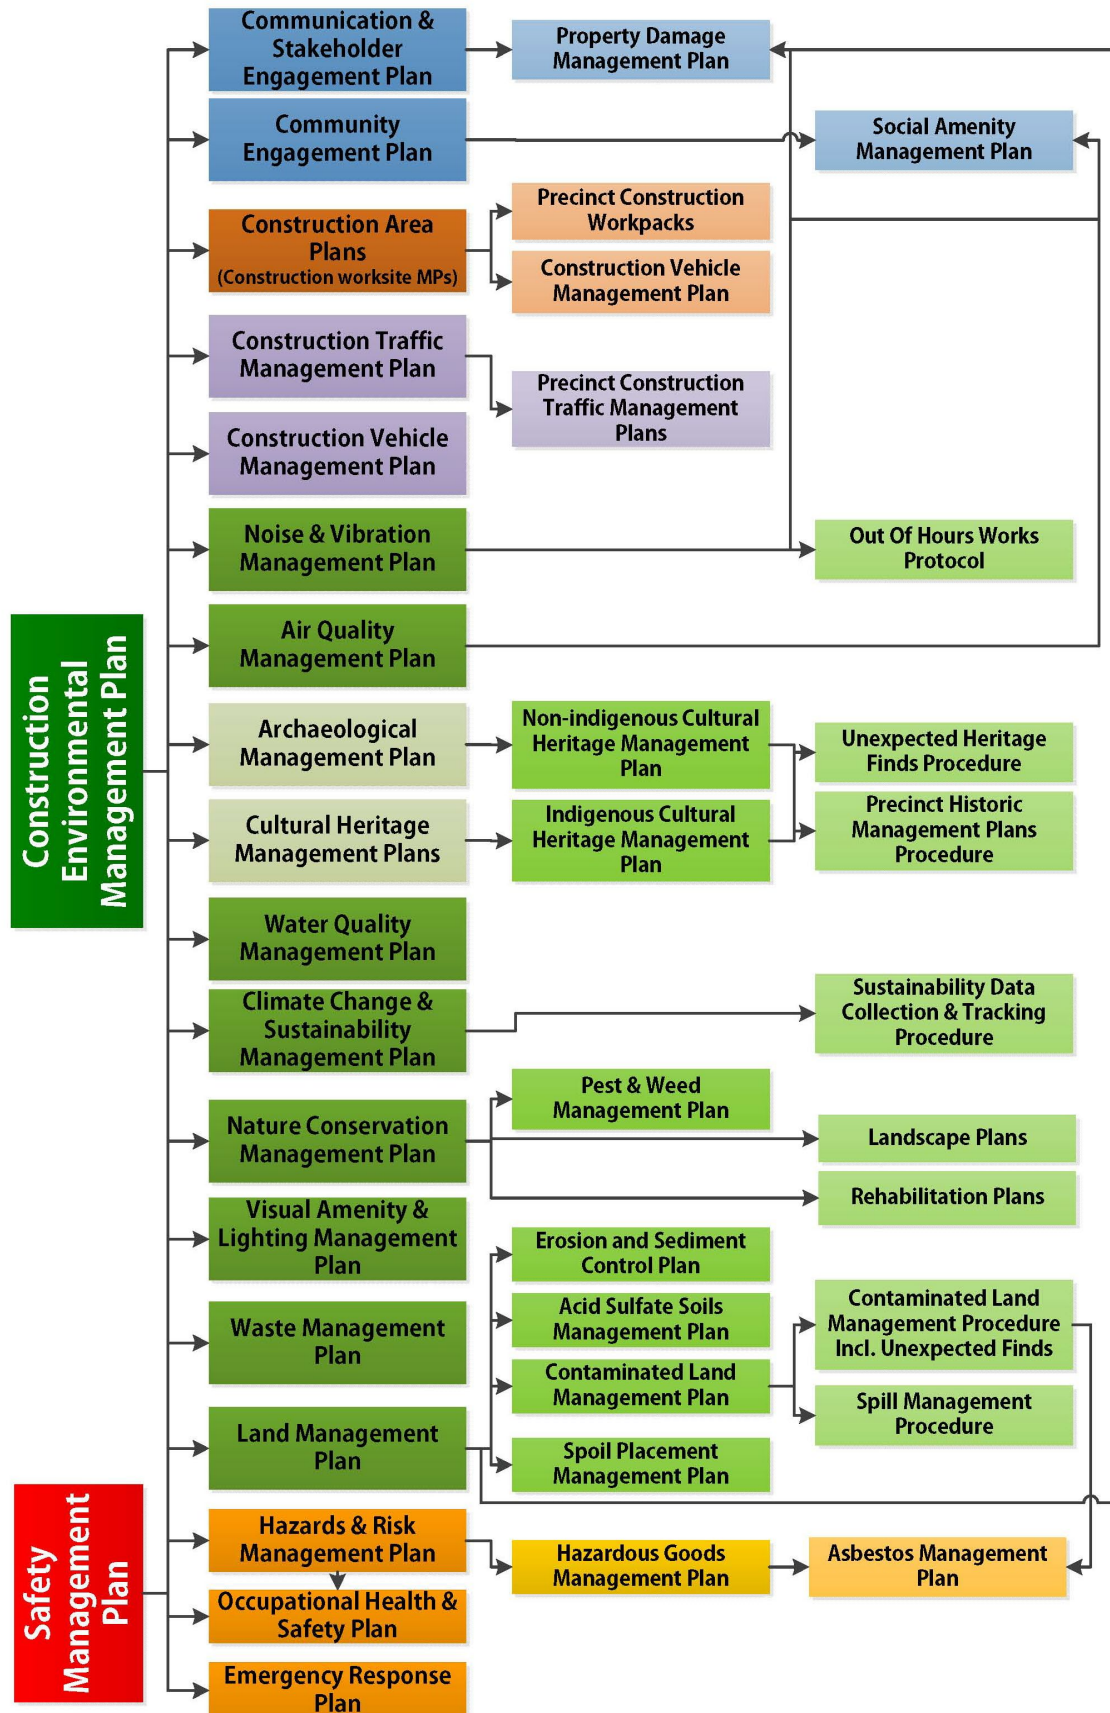 Communication &
Stakeholder
Engagement Plan
Property Damage
Management Plan
Community
Engagement Plan
Social Amenity
Management Plan
Construction Area
Plans
(Construction worksite MPs)
Precinct Construction
Workpacks
Construction Vehicle
Management Plan
Construction Traffic
Management Plan
Precinct Construction
Traffic Management
Plans
Construction Vehicle
Management Plan
Noise & Vibration
Management Plan
Out Of Hours Works
Protocol
Air Quality
Management Plan
Construction
Environmental
Management Plan
Archaeological
Management Plan
Non-indigenous Cultural
Heritage Management
Plan
Unexpected Heritage
Finds Procedure
Cultural Heritage
Management Plans
Indigenous Cultural
Heritage Management
Plan
Precinct Historic
Management Plans
Procedure
Water Quality
Management Plan
Climate Change &
Sustainability
Management Plan
Sustainability Data
Collection & Tracking
Procedure
Nature Conservation
Management Plan
Pest & Weed
Management Plan
Landscape Plans
Rehabilitation Plans
Visual Amenity &
Lighting Management
Plan
Waste Management
Plan
Land Management
Plan
Erosion and Sediment
Control Plan
Acid Sulfate Soils
Management Plan
Contaminated Land
Management Plan
Spoil Placement
Management Plan
Contaminated Land
Management Procedure
Incl. Unexpected Finds
Spill Management
Procedure
Safety
Management
Plan
Hazards & Risk
Management Plan
Hazardous Goods
Management Plan
Asbestos Management
Plan
Occupational Health &
Safety Plan
Emergency Response
Plan